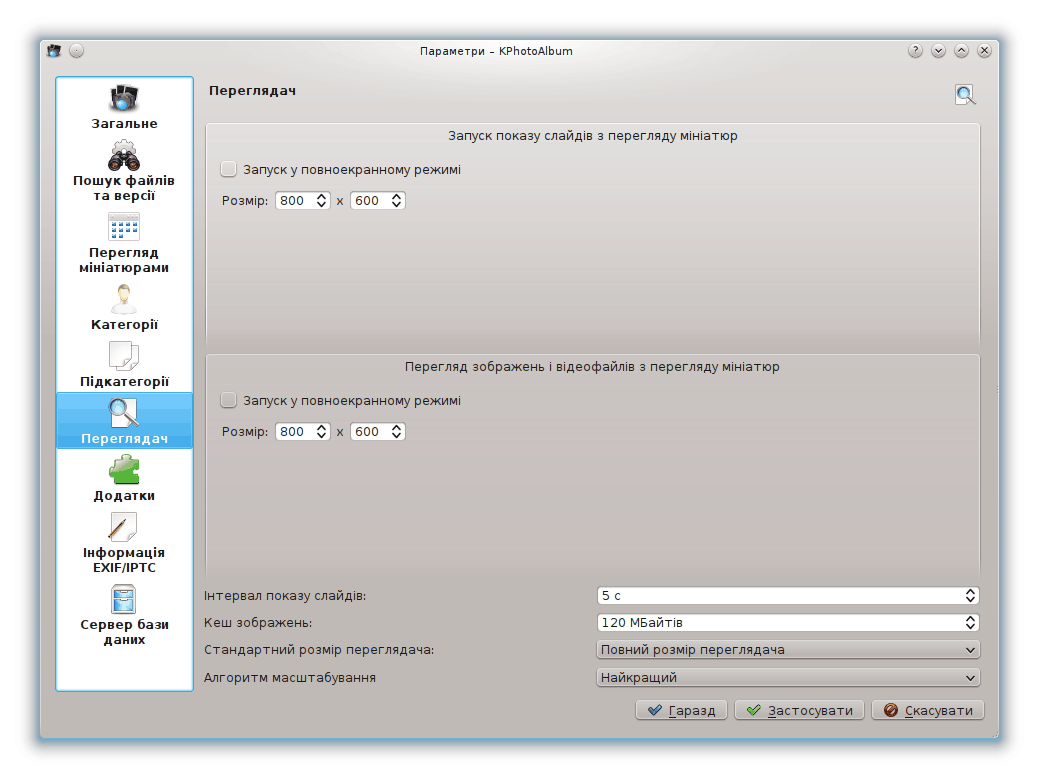 Параметри – KPhotoAlbum
Загальне
Пошук файлів
та версії
Перегляд
мініатюрами
Категорії
Підкатегорії
Переглядач
Додатки
Інформація
EXIF/IPTC
Сервер бази
даних
Переглядач
Запуск показу слайдів з перегляду мініатюр
Запуск у повноекранному режимі
Розмір: 800 x 600
Перегляд зображень і відеофайлів з перегляду мініатюр
Запуск у повноекранному режимі
Розмір: 800 x 600
Інтервал показу слайдів: 5 с
Кеш зображень: 120 МБайтів
Стандартний розмір переглядача: Повний розмір переглядача
Алгоритм масштабування Найкращий
Гаразд Застосувати Скасувати